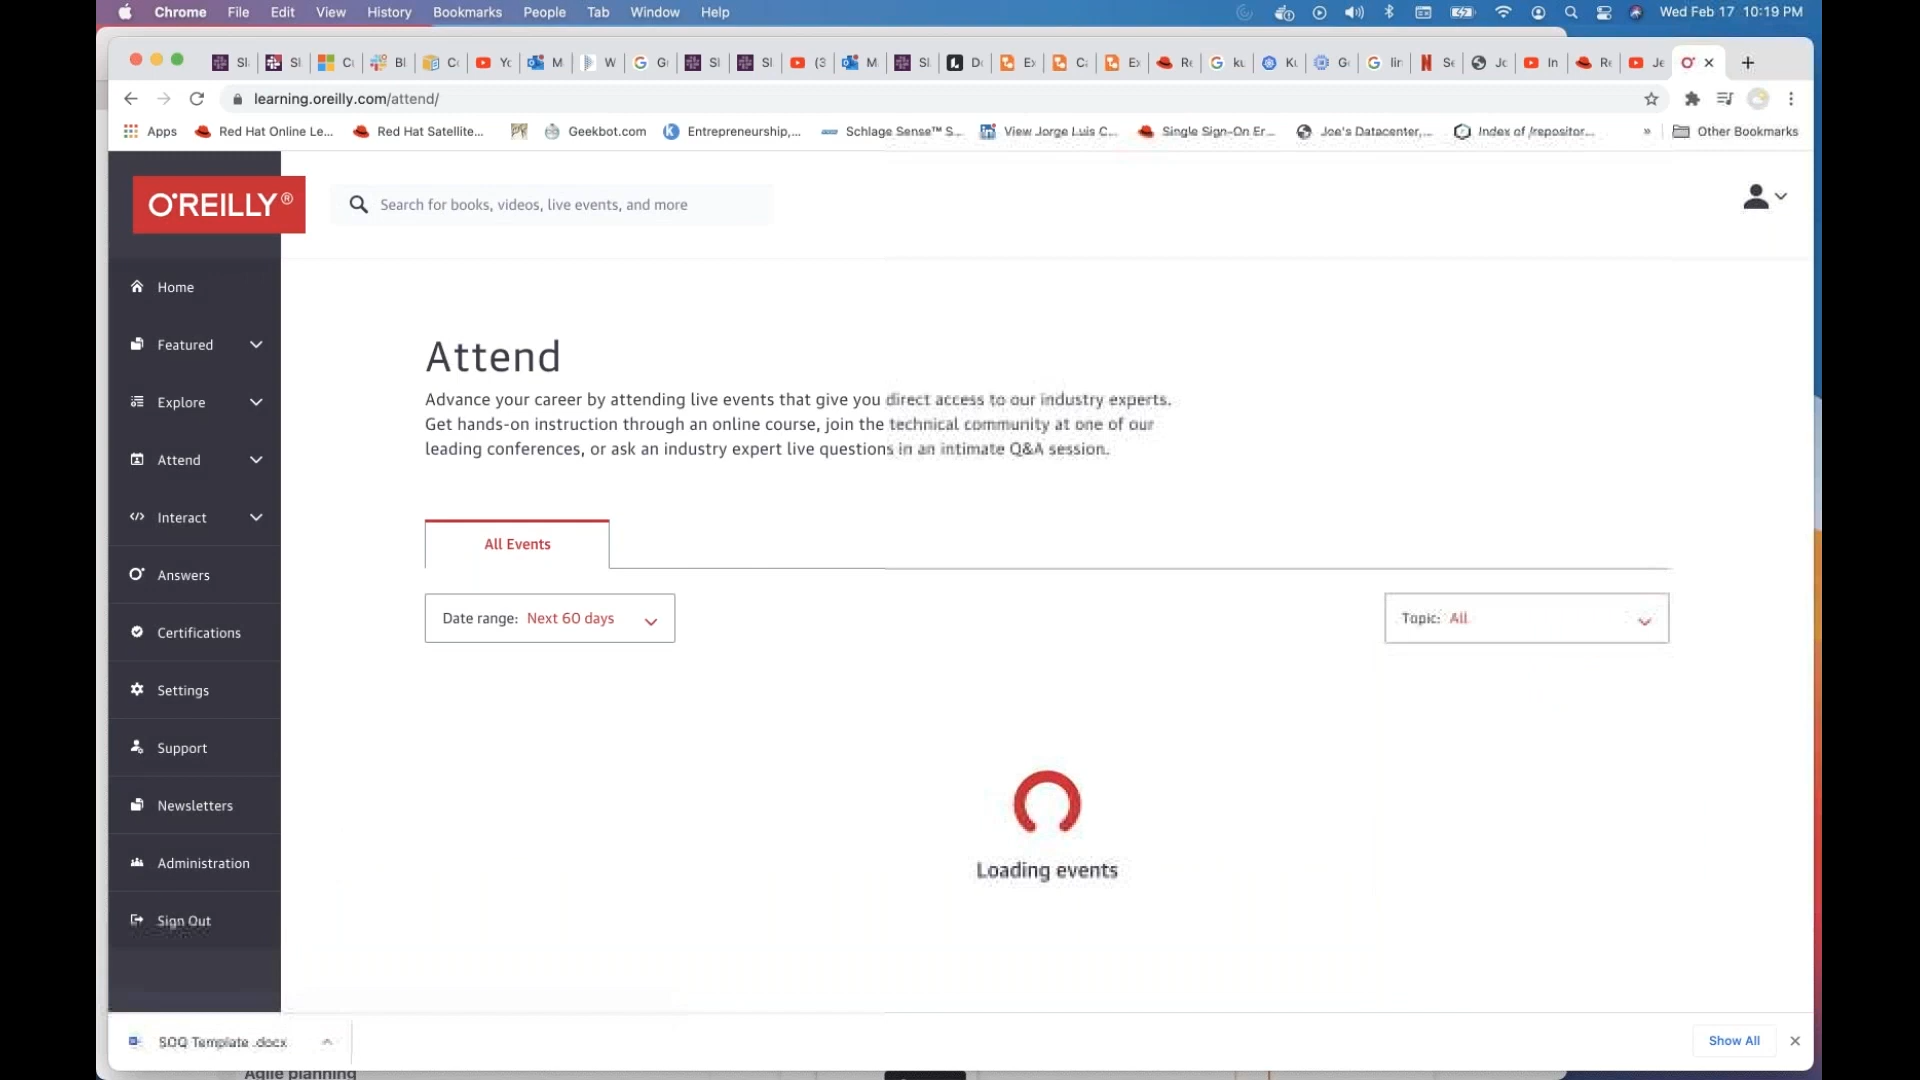 Chrome File Edit View History Bookmarks People Tab Window Help Wed Feb 17 10:19 PM
learning.oreilly.com/attend/
Apps Red Hat Online Le... Red Hat Satellite... Geekbot.com Entrepreneurship,... Schlage Sense™ S... View Jorge Luis C... Single Sign-On Er... Joe's Datacenter,... Index of /repositor... » Other Bookmarks
O'REILLY®
Search for books, videos, live events, and more
Home
Featured
Explore
Attend
Interact
Answers
Certifications
Settings
Support
Newsletters
Administration
Sign Out
Attend
Advance your career by attending live events that give you direct access to our industry experts.
Get hands-on instruction through an online course, join the technical community at one of our
leading conferences, or ask an industry expert live questions in an intimate Q&A session.
All Events
Date range: Next 60 days
Topic: All
Loading events
SOQ Template .docx
Show All
Agile planning